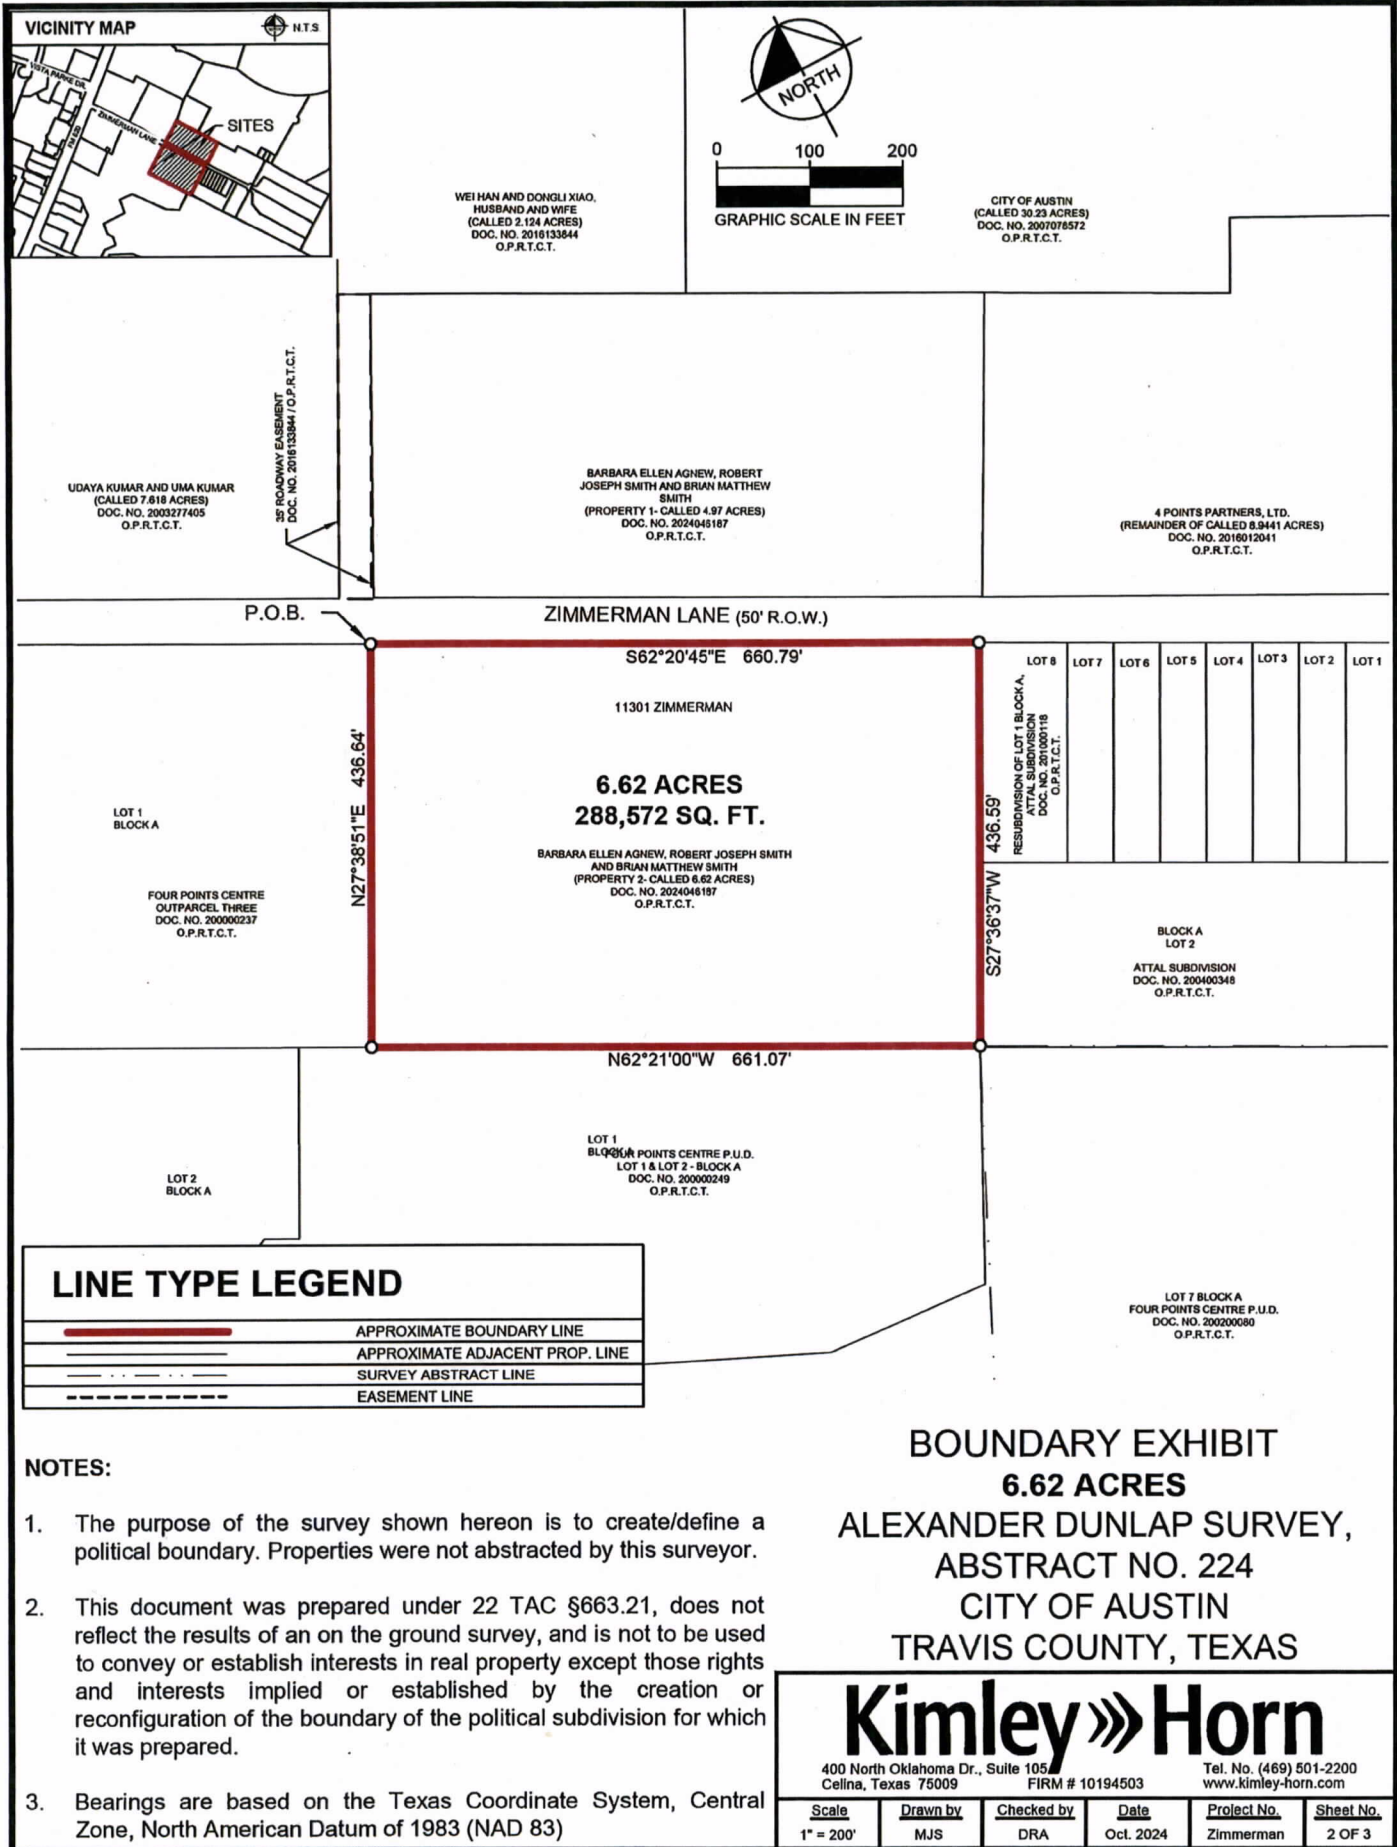 VICINITY MAP
N.T.S.
VISTA PARKE DR.
ZIMMERMAN LANE
FM 620
SITES
NORTH
0 100 200
GRAPHIC SCALE IN FEET
WEI HAN AND DONGLI XIAO,
HUSBAND AND WIFE
(CALLED 2.124 ACRES)
DOC. NO. 2016133844
O.P.R.T.C.T.
CITY OF AUSTIN
(CALLED 30.23 ACRES)
DOC. NO. 2007076572
O.P.R.T.C.T.
UDAYA KUMAR AND UMA KUMAR
(CALLED 7.618 ACRES)
DOC. NO. 2003277405
O.P.R.T.C.T.
35' ROADWAY EASEMENT
DOC. NO. 2016133844 / O.P.R.T.C.T.
BARBARA ELLEN AGNEW, ROBERT
JOSEPH SMITH AND BRIAN MATTHEW
SMITH
(PROPERTY 1- CALLED 4.97 ACRES)
DOC. NO. 2024046187
O.P.R.T.C.T.
4 POINTS PARTNERS, LTD.
(REMAINDER OF CALLED 8.9441 ACRES)
DOC. NO. 2016012041
O.P.R.T.C.T.
P.O.B.
ZIMMERMAN LANE (50' R.O.W.)
S62°20'45"E 660.79'
11301 ZIMMERMAN
6.62 ACRES
288,572 SQ. FT.
BARBARA ELLEN AGNEW, ROBERT JOSEPH SMITH
AND BRIAN MATTHEW SMITH
(PROPERTY 2- CALLED 6.62 ACRES)
DOC. NO. 2024046187
O.P.R.T.C.T.
N27°38'51"E 436.64'
S27°36'37"W 436.59'
N62°21'00"W 661.07'
LOT 1
BLOCK A
FOUR POINTS CENTRE
OUTPARCEL THREE
DOC. NO. 200000237
O.P.R.T.C.T.
LOT 8 LOT 7 LOT 6 LOT 5 LOT 4 LOT 3 LOT 2 LOT 1
RESUBDIVISION OF LOT 1 BLOCK A,
ATTAL SUBDIVISION
DOC. NO. 201000118
O.P.R.T.C.T.
BLOCK A
LOT 2
ATTAL SUBDIVISION
DOC. NO. 200400348
O.P.R.T.C.T.
LOT 2
BLOCK A
LOT 1
BLOCK A
FOUR POINTS CENTRE P.U.D.
LOT 1 & LOT 2 - BLOCK A
DOC. NO. 200000249
O.P.R.T.C.T.
LOT 7 BLOCK A
FOUR POINTS CENTRE P.U.D.
DOC. NO. 200200080
O.P.R.T.C.T.
LINE TYPE LEGEND
APPROXIMATE BOUNDARY LINE
APPROXIMATE ADJACENT PROP. LINE
SURVEY ABSTRACT LINE
EASEMENT LINE
NOTES:
1. The purpose of the survey shown hereon is to create/define a
political boundary. Properties were not abstracted by this surveyor.
2. This document was prepared under 22 TAC §663.21, does not
reflect the results of an on the ground survey, and is not to be used
to convey or establish interests in real property except those rights
and interests implied or established by the creation or
reconfiguration of the boundary of the political subdivision for which
it was prepared.
3. Bearings are based on the Texas Coordinate System, Central
Zone, North American Datum of 1983 (NAD 83)
BOUNDARY EXHIBIT
6.62 ACRES
ALEXANDER DUNLAP SURVEY,
ABSTRACT NO. 224
CITY OF AUSTIN
TRAVIS COUNTY, TEXAS
Kimley»Horn
400 North Oklahoma Dr., Suite 105
Celina, Texas 75009
FIRM # 10194503
Tel. No. (469) 501-2200
www.kimley-horn.com
Scale Drawn by Checked by Date Project No. Sheet No.
1" = 200' MJS DRA Oct. 2024 Zimmerman 2 OF 3